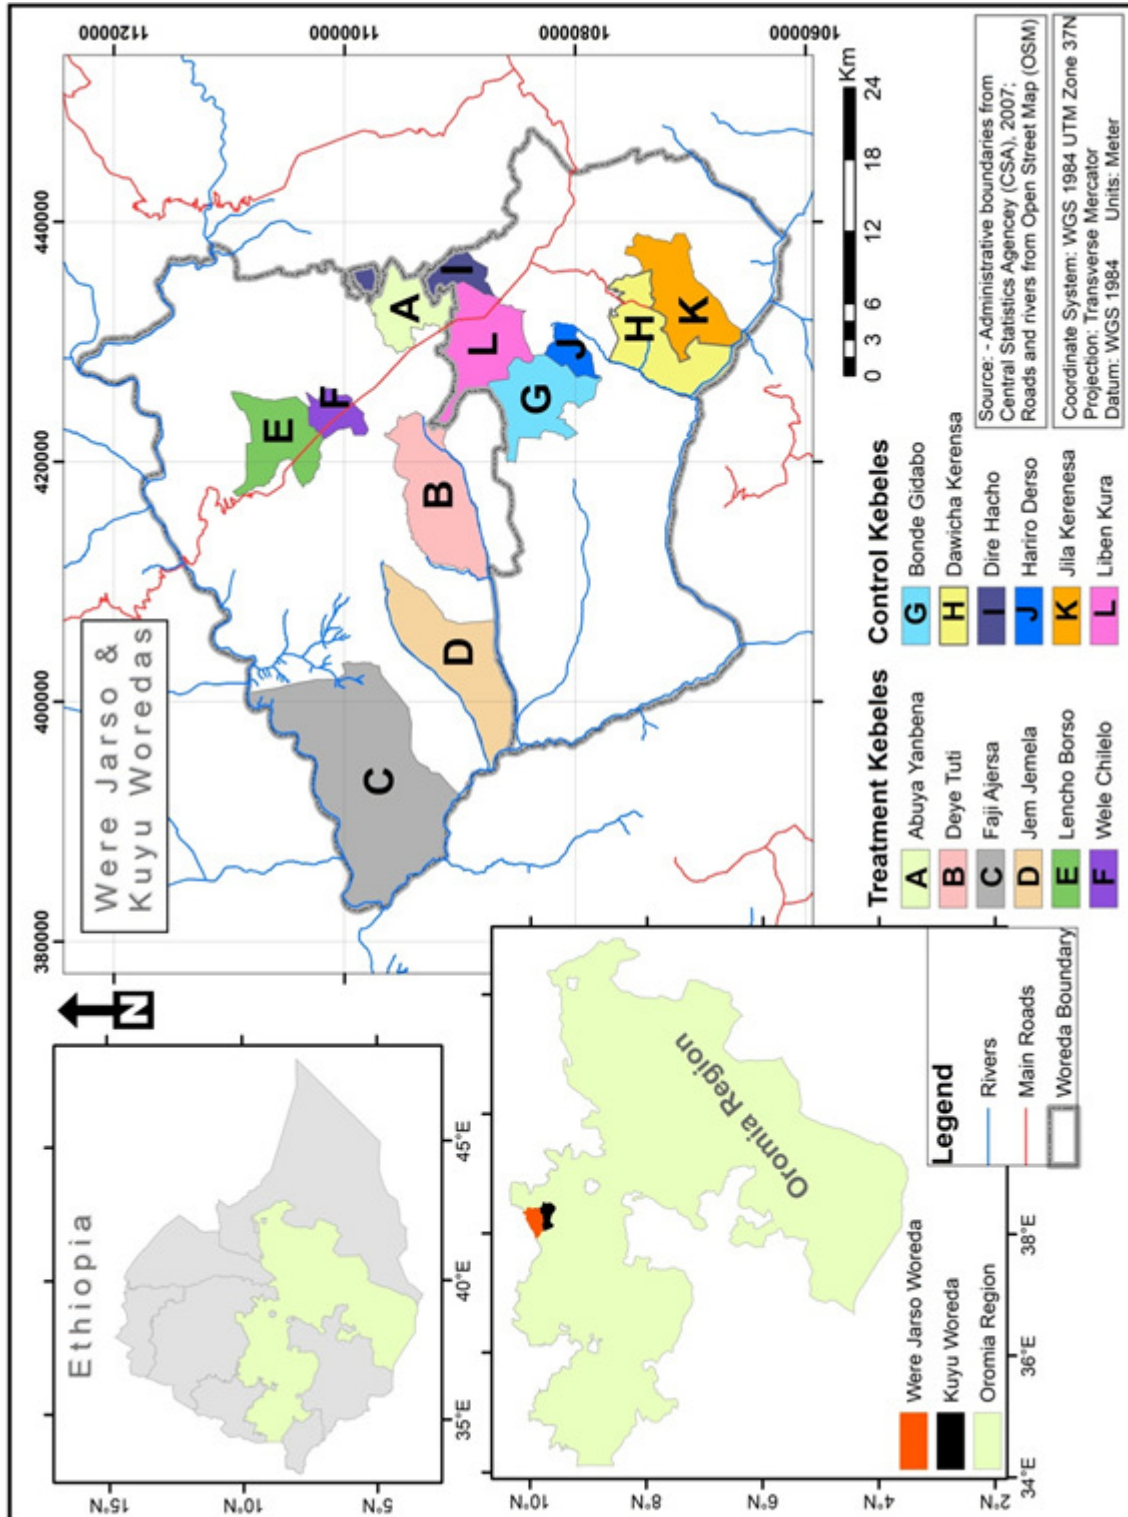 Ethiopia
15°N
10°N
5°N
35°E
40°E
45°E
N
Were Jarso &
Kuyu Woredas
380000
400000
420000
440000
1120000
1100000
1080000
1060000
A
B
C
D
E
F
G
H
I
J
K
L
0 3 6 12 18 24
Km
Oromia Region
10°N
8°N
6°N
4°N
2°N
34°E
36°E
38°E
Were Jarso Woreda
Kuyu Woreda
Oromia Region
Legend
Rivers
Main Roads
Woreda Boundary
Treatment Kebeles
A Abuya Yanbena
B Deye Tuti
C Faji Ajersa
D Jem Jemela
E Lencho Borso
F Wele Chilelo
Control Kebeles
G Bonde Gidabo
H Dawicha Kerensa
I Dire Hacho
J Hariro Derso
K Jila Kerenesa
L Liben Kura
Source: - Administrative boundaries from
Central Statistics Agencey (CSA), 2007;
Roads and rivers from Open Street Map (OSM)
Coordinate System: WGS 1984 UTM Zone 37N
Projection: Transverse Mercator
Datum: WGS 1984 Units: Meter